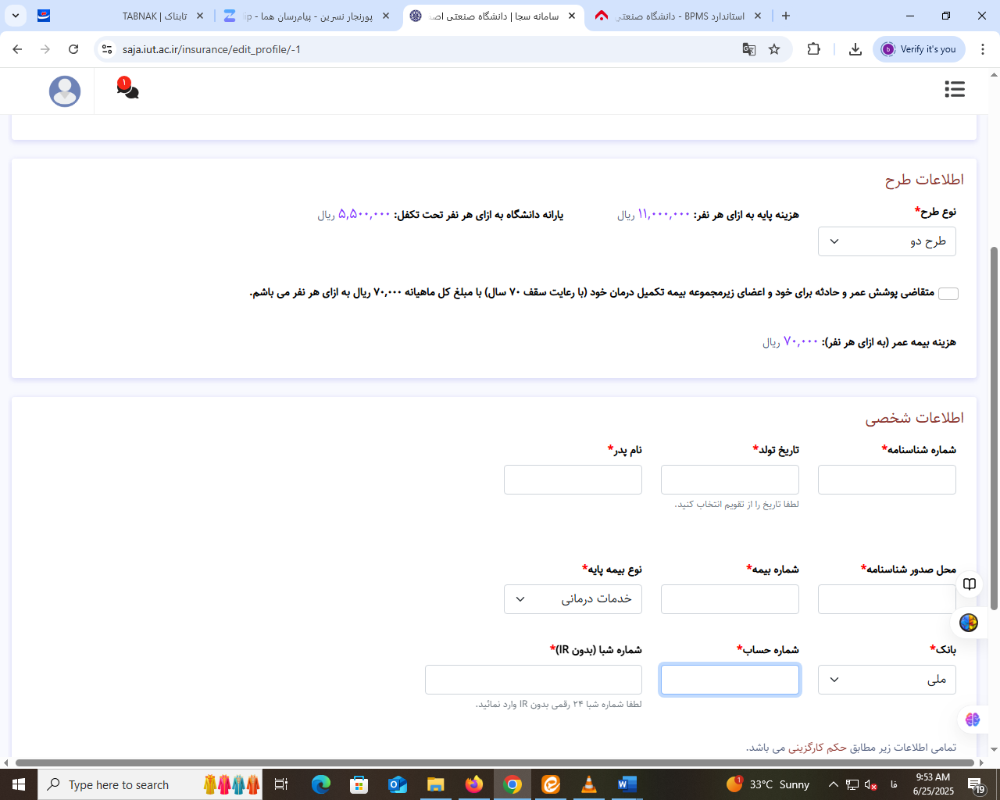 تابناک | TABNAK
پورنجار نسرین - پیام‌رسان هما - Zip
سامانه سجا | دانشگاه صنعتی اصف
استاندارد BPMS - دانشگاه صنعتی
saja.iut.ac.ir/insurance/edit_profile/-1
Verify it's you
۱
اطلاعات طرح
نوع طرح*
هزینه پایه به ازای هر نفر: ۱۱,۰۰۰,۰۰۰ ریال
یارانه دانشگاه به ازای هر نفر تحت تکفل: ۵,۵۰۰,۰۰۰ ریال
طرح دو
متقاضی پوشش عمر و حادثه برای خود و اعضای زیرمجموعه بیمه تکمیل درمان خود (با رعایت سقف ۷۰ سال) با مبلغ کل ماهیانه ۷۰,۰۰۰ ریال به ازای هر نفر می باشم.
هزینه بیمه عمر (به ازای هر نفر): ۷۰,۰۰۰ ریال
اطلاعات شخصی
شماره شناسنامه*
تاریخ تولد*
نام پدر*
لطفا تاریخ را از تقویم انتخاب کنید.
محل صدور شناسنامه*
شماره بیمه*
نوع بیمه پایه*
خدمات درمانی
بانک*
شماره حساب*
شماره شبا (بدون IR)*
ملی
لطفا شماره شبا ۲۴ رقمی بدون IR وارد نمائید.
تمامی اطلاعات زیر مطابق حکم کارگزینی می باشد.
Type here to search
1
33°C Sunny
فا
9:53 AM
6/25/2025
19